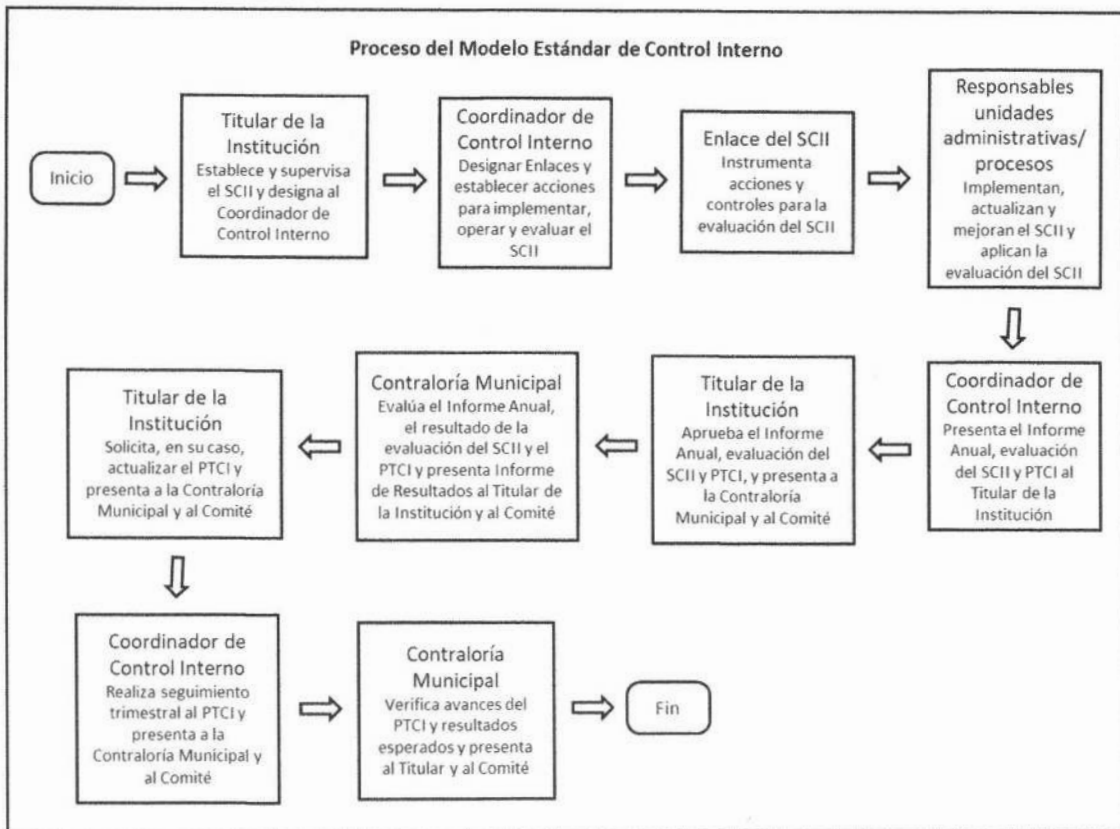 Proceso del Modelo Estándar de Control Interno
Inicio
Titular de la
Institución
Establece y supervisa
el SCII y designa al
Coordinador de
Control Interno
Coordinador de
Control Interno
Designar Enlaces y
establecer acciones
para implementar,
operar y evaluar el
SCII
Enlace del SCII
Instrumenta
acciones y
controles para la
evaluación del SCII
Responsables
unidades
administrativas/
procesos
Implementan,
actualizan y
mejoran el SCII y
aplican la
evaluación del SCII
Coordinador de
Control Interno
Presenta el Informe
Anual, evaluación
del SCII y PTCI al
Titular de la
Institución
Titular de la
Institución
Aprueba el Informe
Anual, evaluación del
SCII y PTCI, y presenta a
la Contraloría
Municipal y al Comité
Contraloría Municipal
Evalúa el Informe Anual,
el resultado de la
evaluación del SCII y el
PTCI y presenta Informe
de Resultados al Titular de
la Institución y al Comité
Titular de la
Institución
Solicita, en su caso,
actualizar el PTCI y
presenta a la Contraloría
Municipal y al Comité
Coordinador de
Control Interno
Realiza seguimiento
trimestral al PTCI y
presenta a la
Contraloría Municipal y
al Comité
Contraloría
Municipal
Verifica avances del
PTCI y resultados
esperados y presenta
al Titular y al Comité
Fin